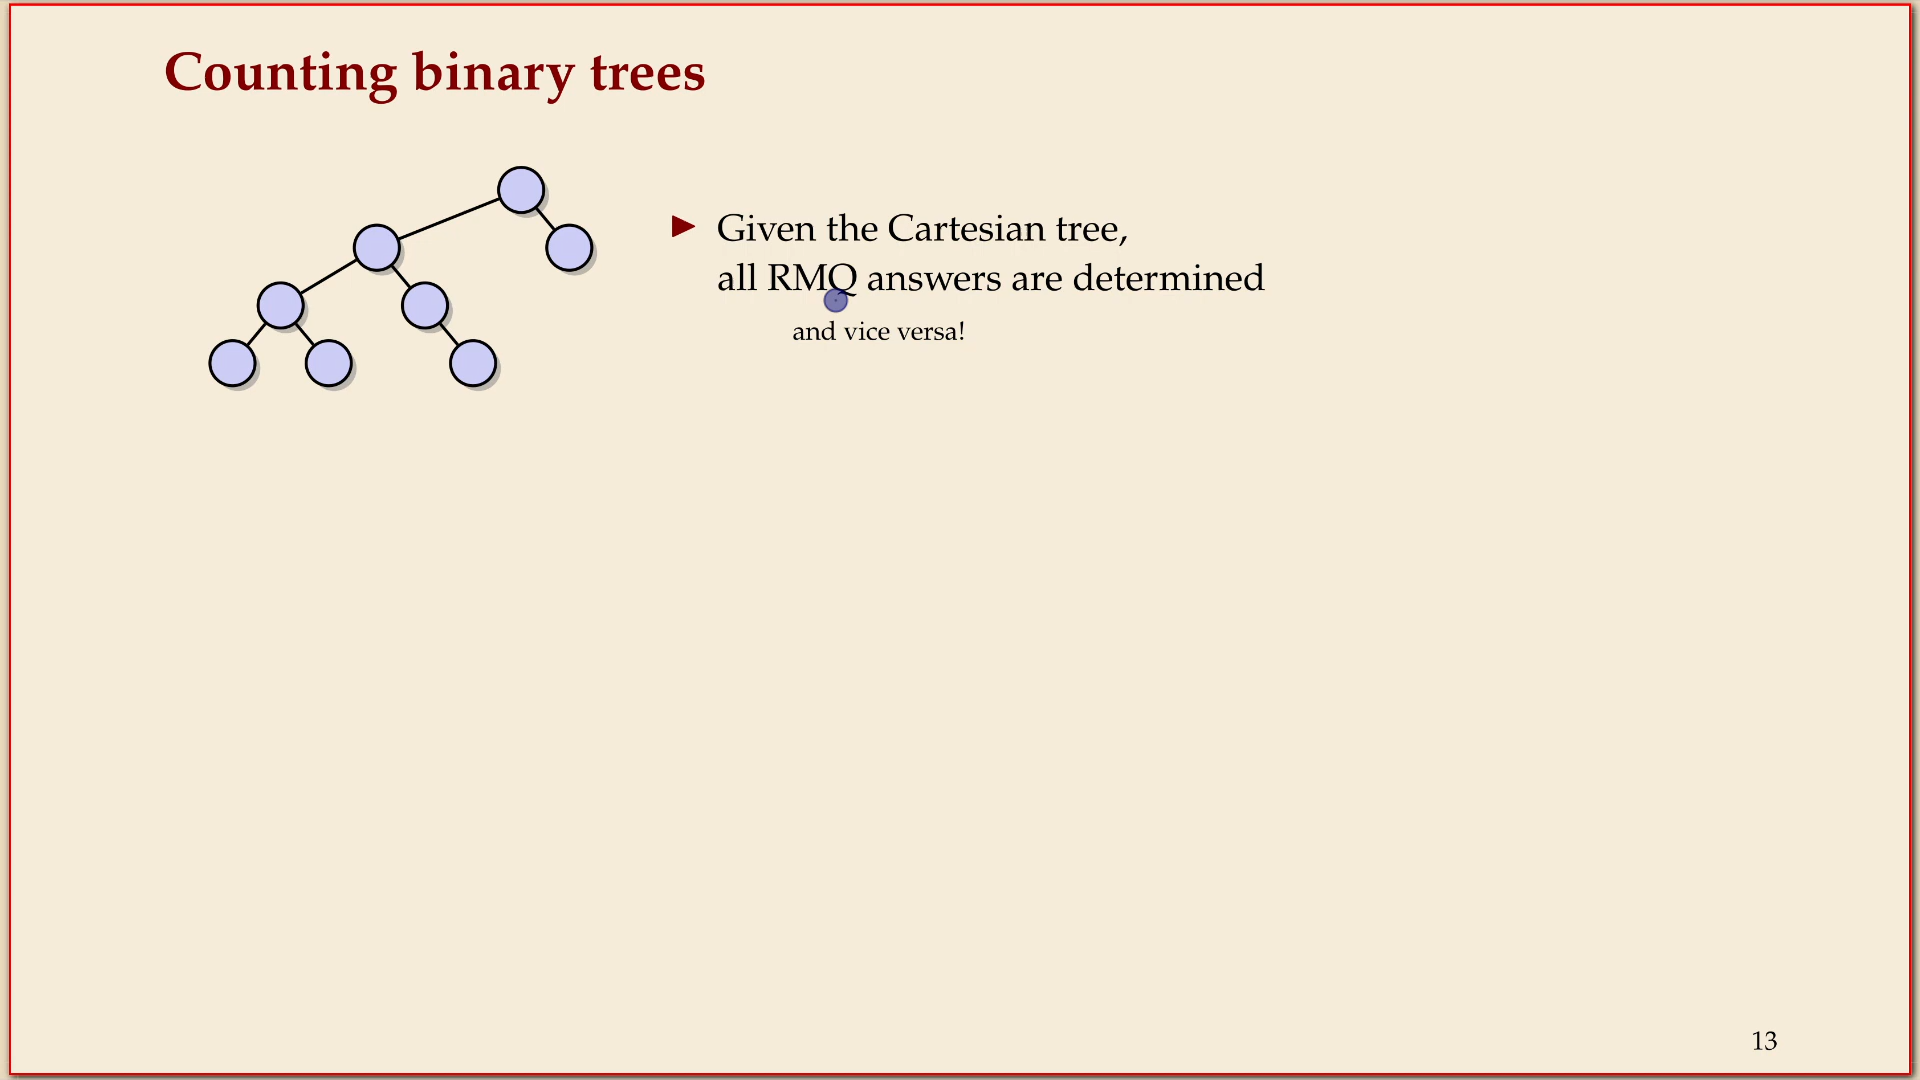 Counting binary trees
Given the Cartesian tree,
all RMQ answers are determined
and vice versa!
13